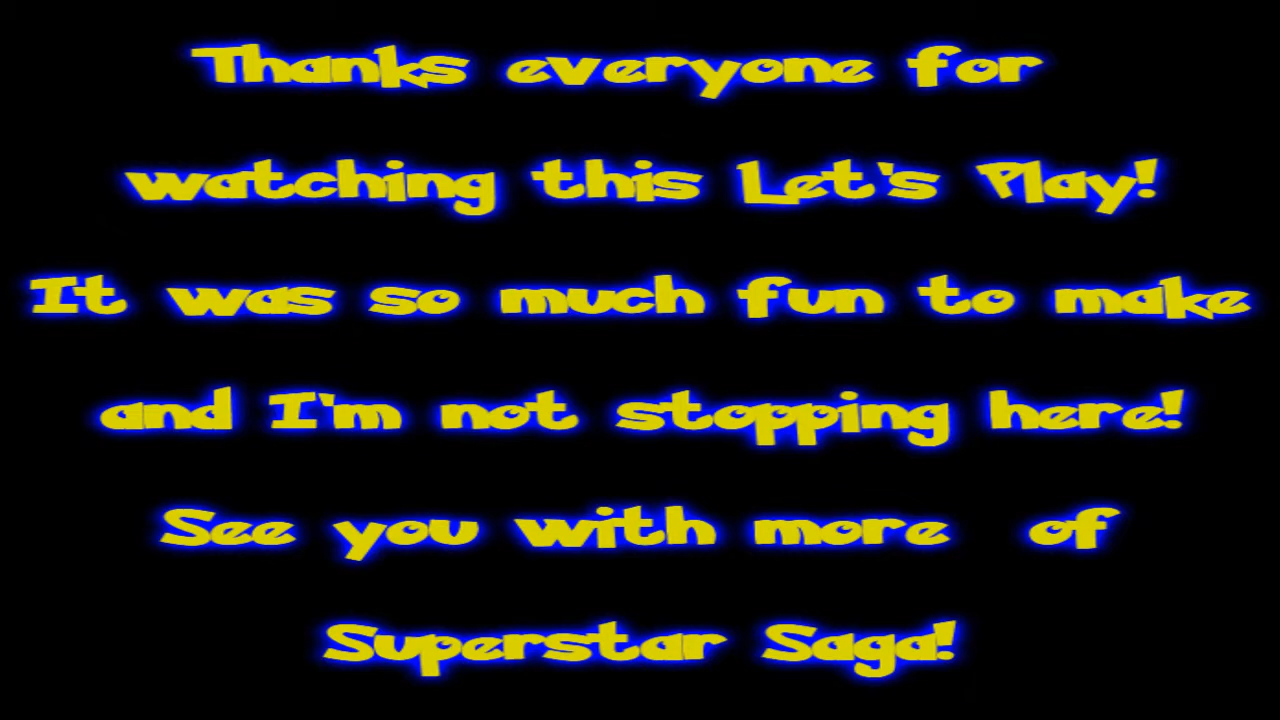 Thanks everyone for
watching this Let's Play!
It was so much fun to make
and I'm not stopping here!
See you with more of
Superstar Saga!